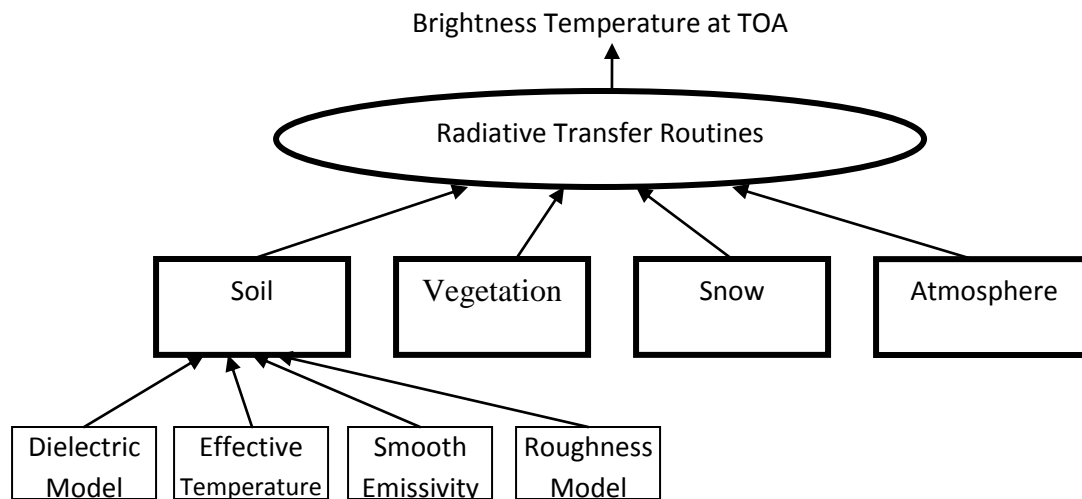 Brightness Temperature at TOA
Radiative Transfer Routines
Soil
Vegetation
Snow
Atmosphere
Dielectric
Model
Effective
Temperature
Smooth
Emissivity
Roughness
Model